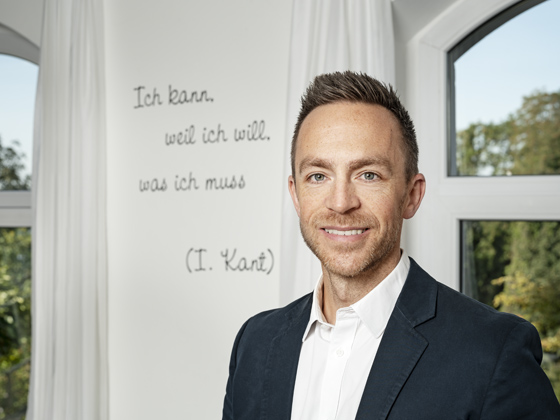 Ich kann,
weil ich will,
was ich muss
(I. Kant)